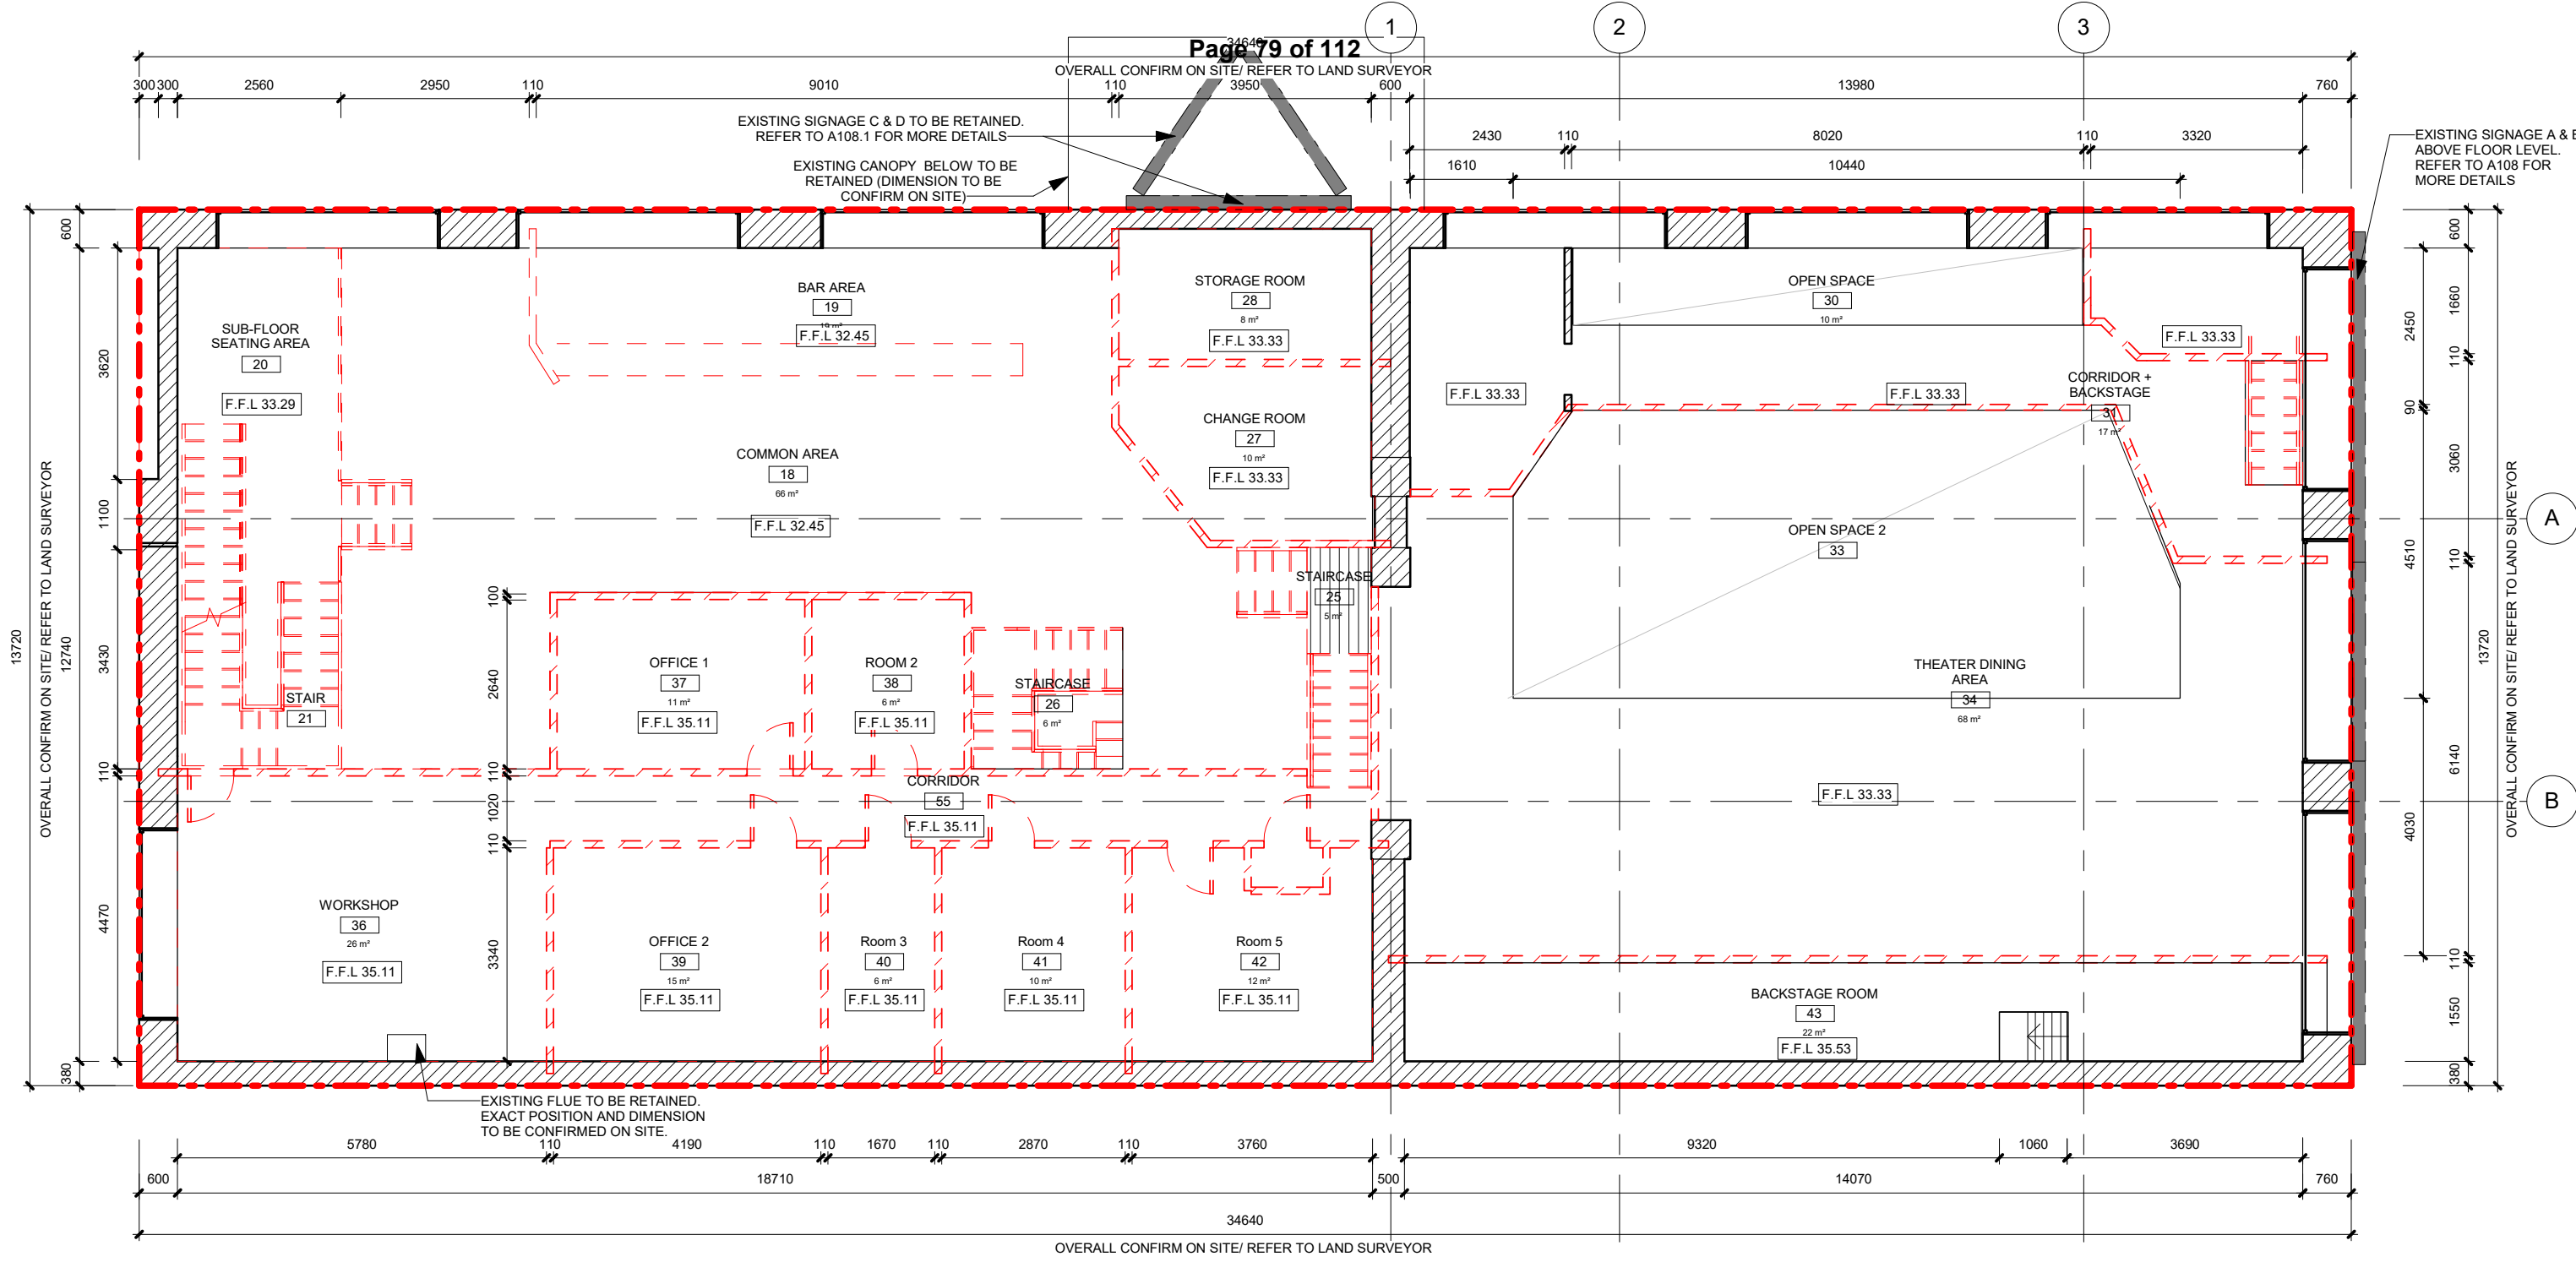 1
2
3
34640
Page 79 of 112
OVERALL CONFIRM ON SITE/ REFER TO LAND SURVEYOR
300 300 2560 2950 110 9010 110 3950 600 13980 760
EXISTING SIGNAGE C & D TO BE RETAINED.
REFER TO A108.1 FOR MORE DETAILS
2430 110 8020 110 3320
1610 10440
EXISTING CANOPY BELOW TO BE
RETAINED (DIMENSION TO BE
CONFIRM ON SITE)
EXISTING SIGNAGE A &
ABOVE FLOOR LEVEL.
REFER TO A108 FOR
MORE DETAILS
13720
OVERALL CONFIRM ON SITE/ REFER TO LAND SURVEYOR
600
12740
380
3620
1100
3430
110
4470
SUB-FLOOR
SEATING AREA
20
F.F.L 33.29
BAR AREA
19
19 m²
F.F.L 32.45
STORAGE ROOM
28
8 m²
F.F.L 33.33
CHANGE ROOM
27
10 m²
F.F.L 33.33
COMMON AREA
18
66 m²
F.F.L 32.45
OPEN SPACE
30
10 m²
F.F.L 33.33
F.F.L 33.33
F.F.L 33.33
CORRIDOR +
BACKSTAGE
31
17 m²
OPEN SPACE 2
33
STAIRCASE
25
5 m²
STAIR
21
100
2640
110
1020
110
3340
OFFICE 1
37
11 m²
F.F.L 35.11
ROOM 2
38
6 m²
F.F.L 35.11
STAIRCASE
26
6 m²
THEATER DINING
AREA
34
68 m²
F.F.L 33.33
CORRIDOR
55
F.F.L 35.11
WORKSHOP
36
26 m²
F.F.L 35.11
OFFICE 2
39
15 m²
F.F.L 35.11
Room 3
40
6 m²
F.F.L 35.11
Room 4
41
10 m²
F.F.L 35.11
Room 5
42
12 m²
F.F.L 35.11
BACKSTAGE ROOM
43
22 m²
F.F.L 35.53
2450
90
4510
4030
600
1660
110
3060
110
6140
110
1550
380
13720
OVERALL CONFIRM ON SITE/ REFER TO LAND SURVEYOR
A
B
EXISTING FLUE TO BE RETAINED.
EXACT POSITION AND DIMENSION
TO BE CONFIRMED ON SITE.
5780 110 4190 110 1670 110 2870 110 3760 9320 1060 3690
600 18710 500 14070 760
34640
OVERALL CONFIRM ON SITE/ REFER TO LAND SURVEYOR